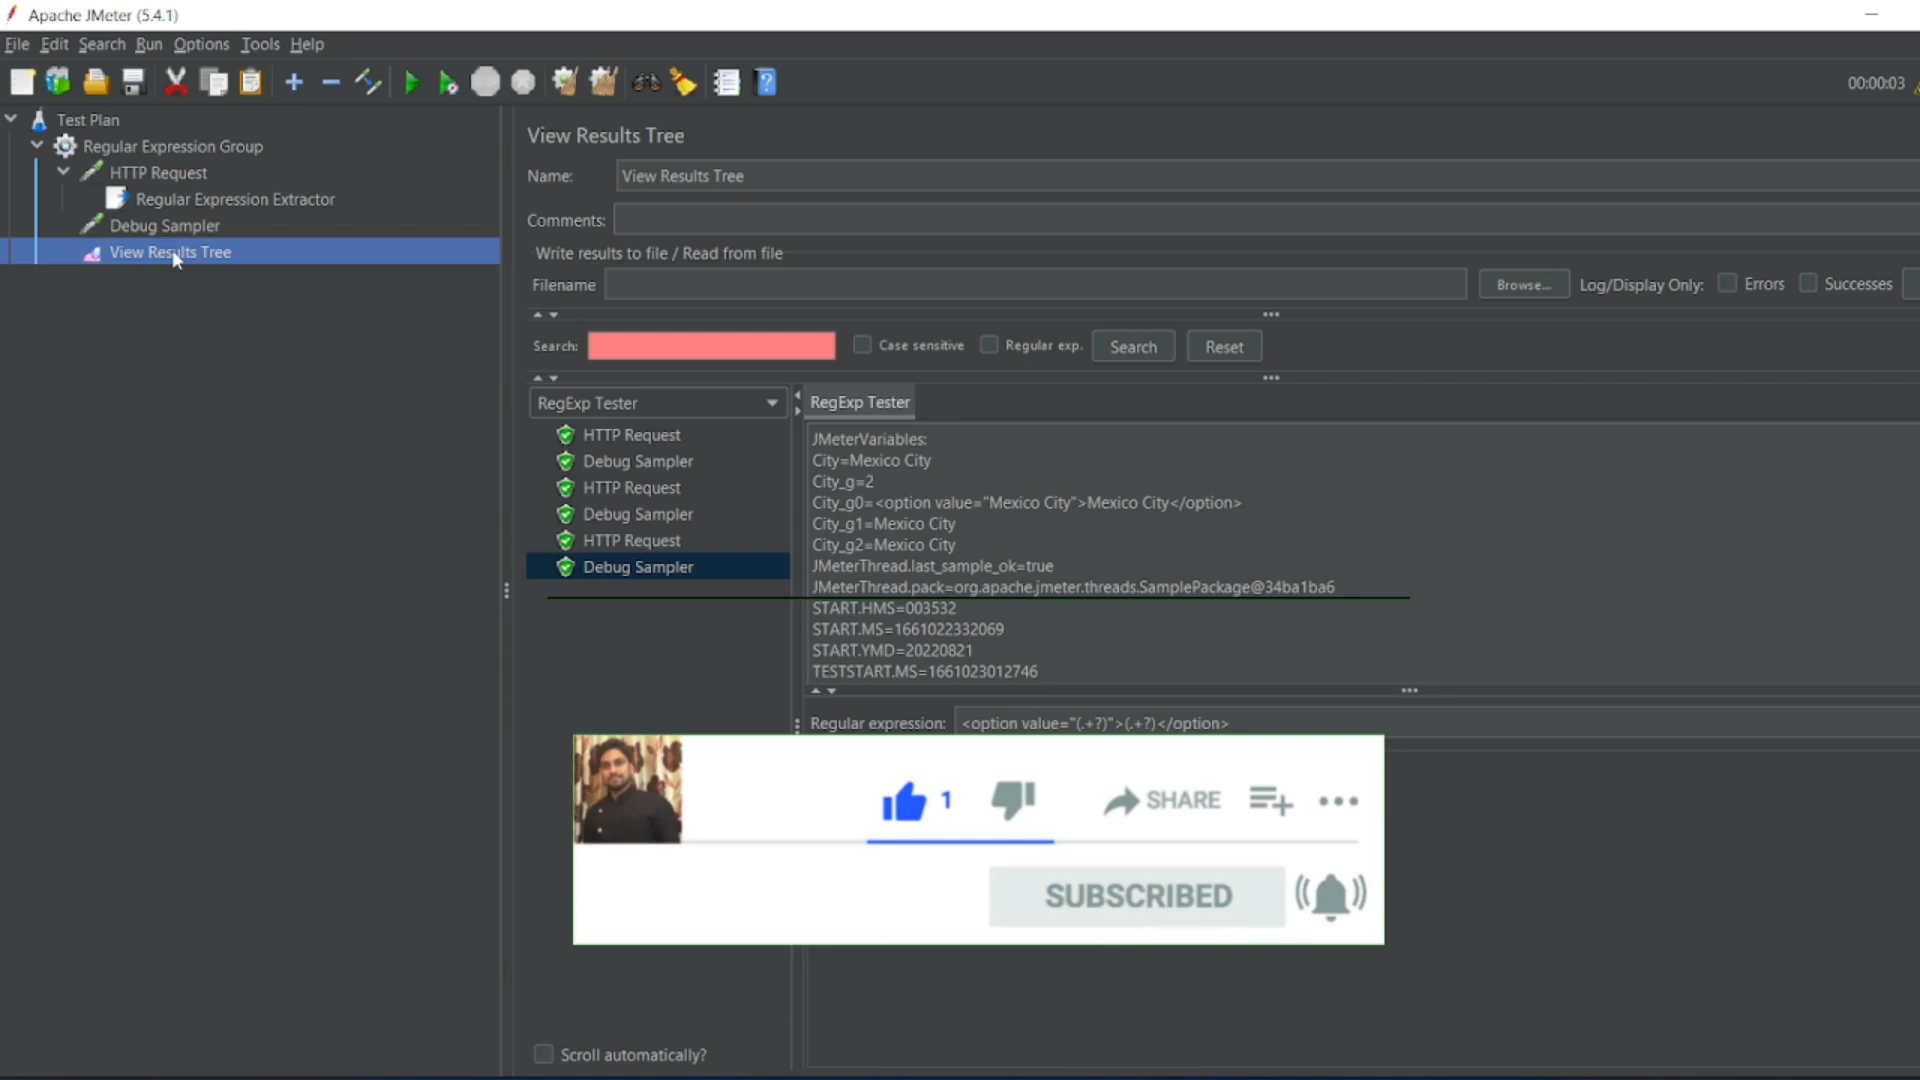 Apache JMeter (5.4.1)
File Edit Search Run Options Tools Help
00:00:03
Test Plan
Regular Expression Group
HTTP Request
Regular Expression Extractor
Debug Sampler
View Results Tree
View Results Tree
Name: View Results Tree
Comments:
Write results to file / Read from file
Filename Browse... Log/Display Only: Errors Successes
Search: Case sensitive Regular exp. Search Reset
RegExp Tester
HTTP Request
Debug Sampler
HTTP Request
Debug Sampler
HTTP Request
Debug Sampler
Scroll automatically?
RegExp Tester
JMeterVariables:
City=Mexico City
City_g=2
City_g0=<option value="Mexico City">Mexico City</option>
City_g1=Mexico City
City_g2=Mexico City
JMeterThread.last_sample_ok=true
JMeterThread.pack=org.apache.jmeter.threads.SamplePackage@34ba1ba6
START.HMS=003532
START.MS=1661022332069
START.YMD=20220821
TESTSTART.MS=1661023012746
Regular expression: <option value="(.+?)">(.+?)</option>
1 SHARE
SUBSCRIBED